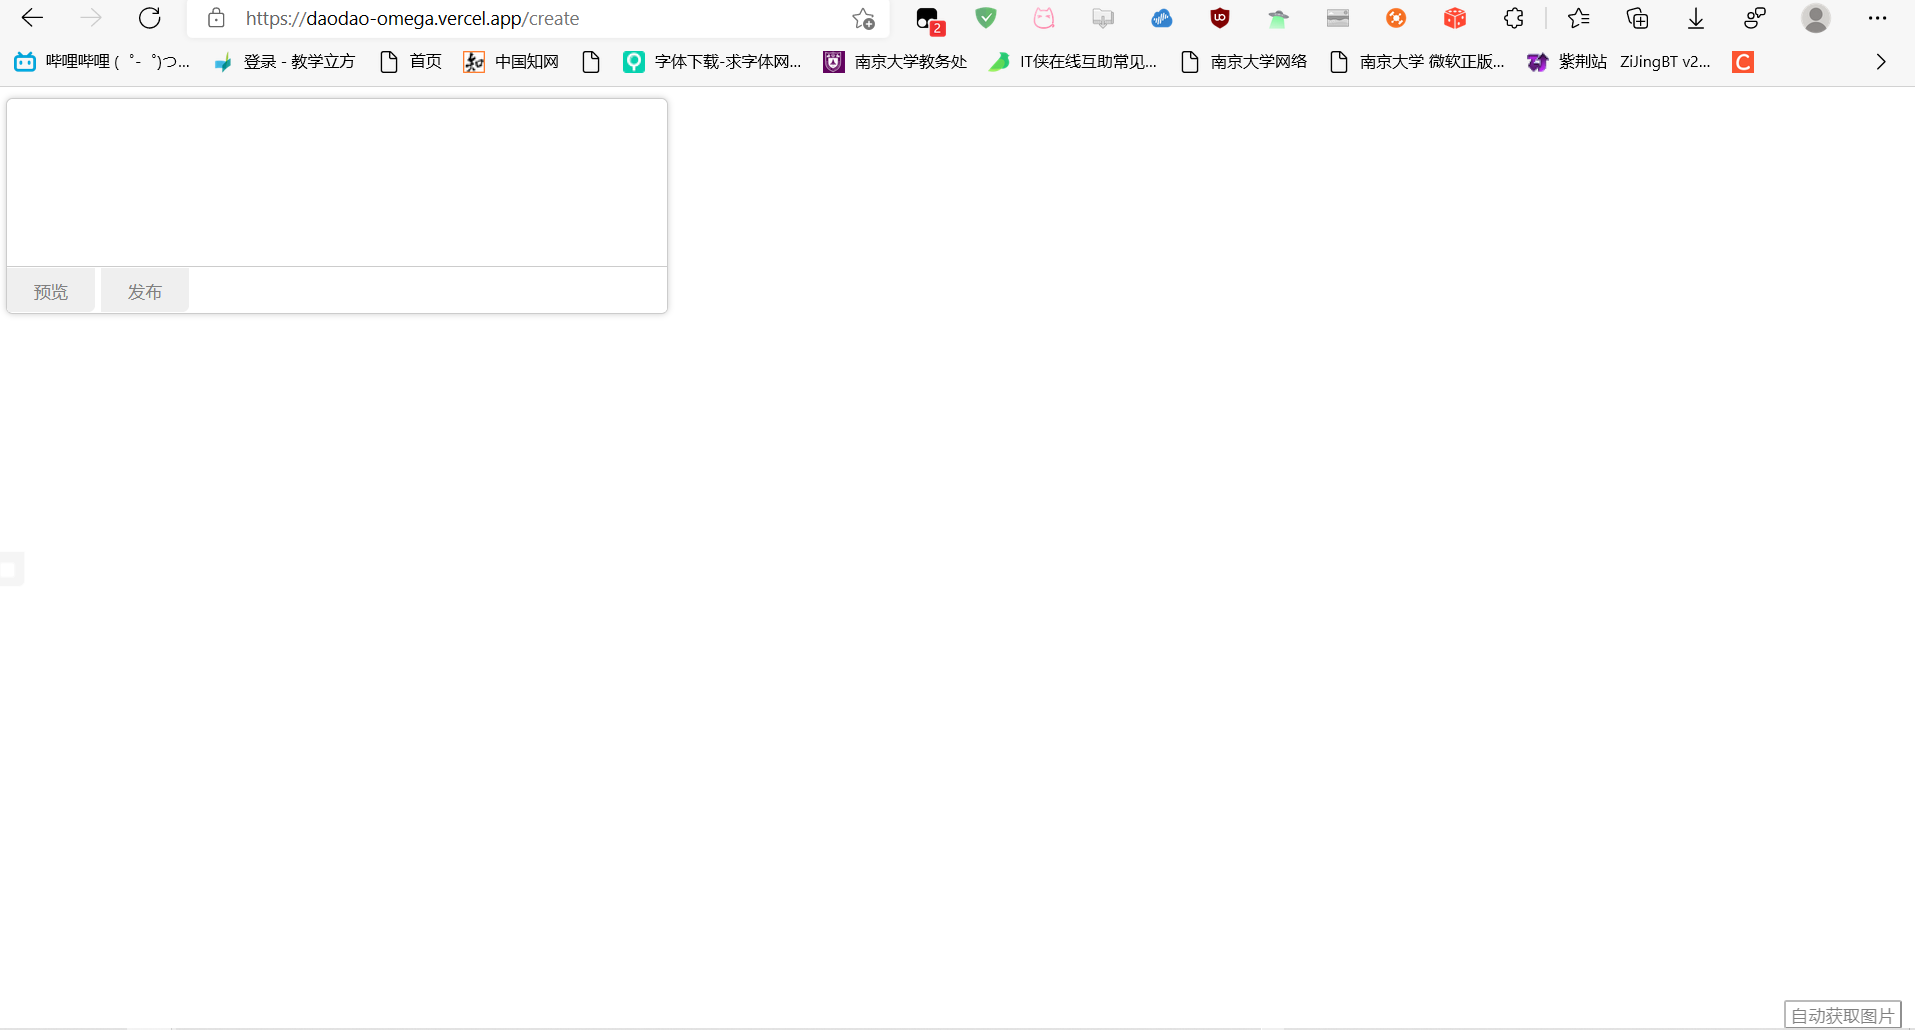 https://daodao-omega.vercel.app/create
2
哔哩哔哩 (゜-゜)つ... 登录 - 教学立方 首页 知 中国知网 字体下载-求字体网... 南京大学教务处 IT侠在线互助常见... 南京大学网络 南京大学 微软正版... 紫荆站 ZiJingBT v2... C
预览 发布
自动获取图片